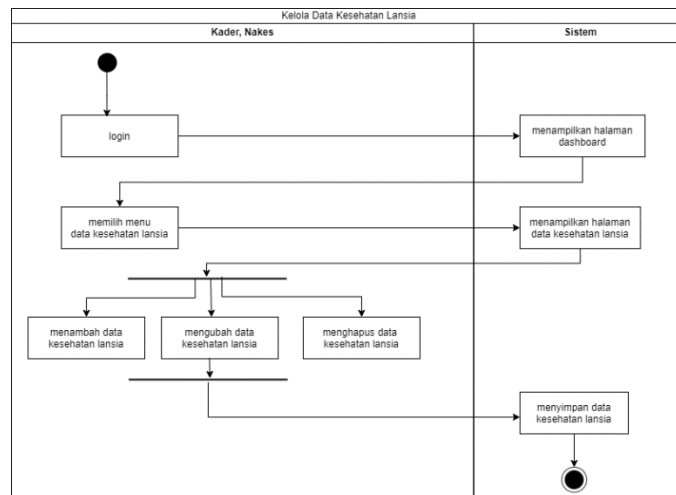 Kelola Data Kesehatan Lansia
Kader, Nakes
Sistem
login
menampilkan halaman
dashboard
memilih menu
data kesehatan lansia
menampilkan halaman
data kesehatan lansia
menambah data
kesehatan lansia
mengubah data
kesehatan lansia
menghapus data
kesehatan lansia
menyimpan data
kesehatan lansia